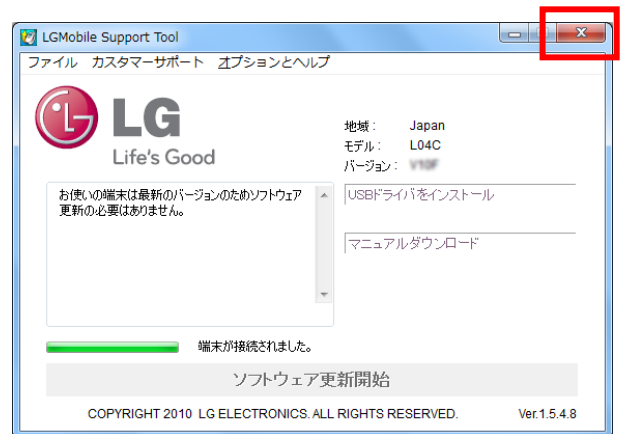 LGMobile Support Tool
ファイル カスタマーサポート オプションとヘルプ
LG
Life's Good
地域: Japan
モデル: L04C
バージョン:
お使いの端末は最新のバージョンのためソフトウェア
更新の必要はありません。
USBドライバをインストール
マニュアルダウンロード
端末が接続されました。
ソフトウェア更新開始
COPYRIGHT 2010 LG ELECTRONICS. ALL RIGHTS RESERVED. Ver.1.5.4.8